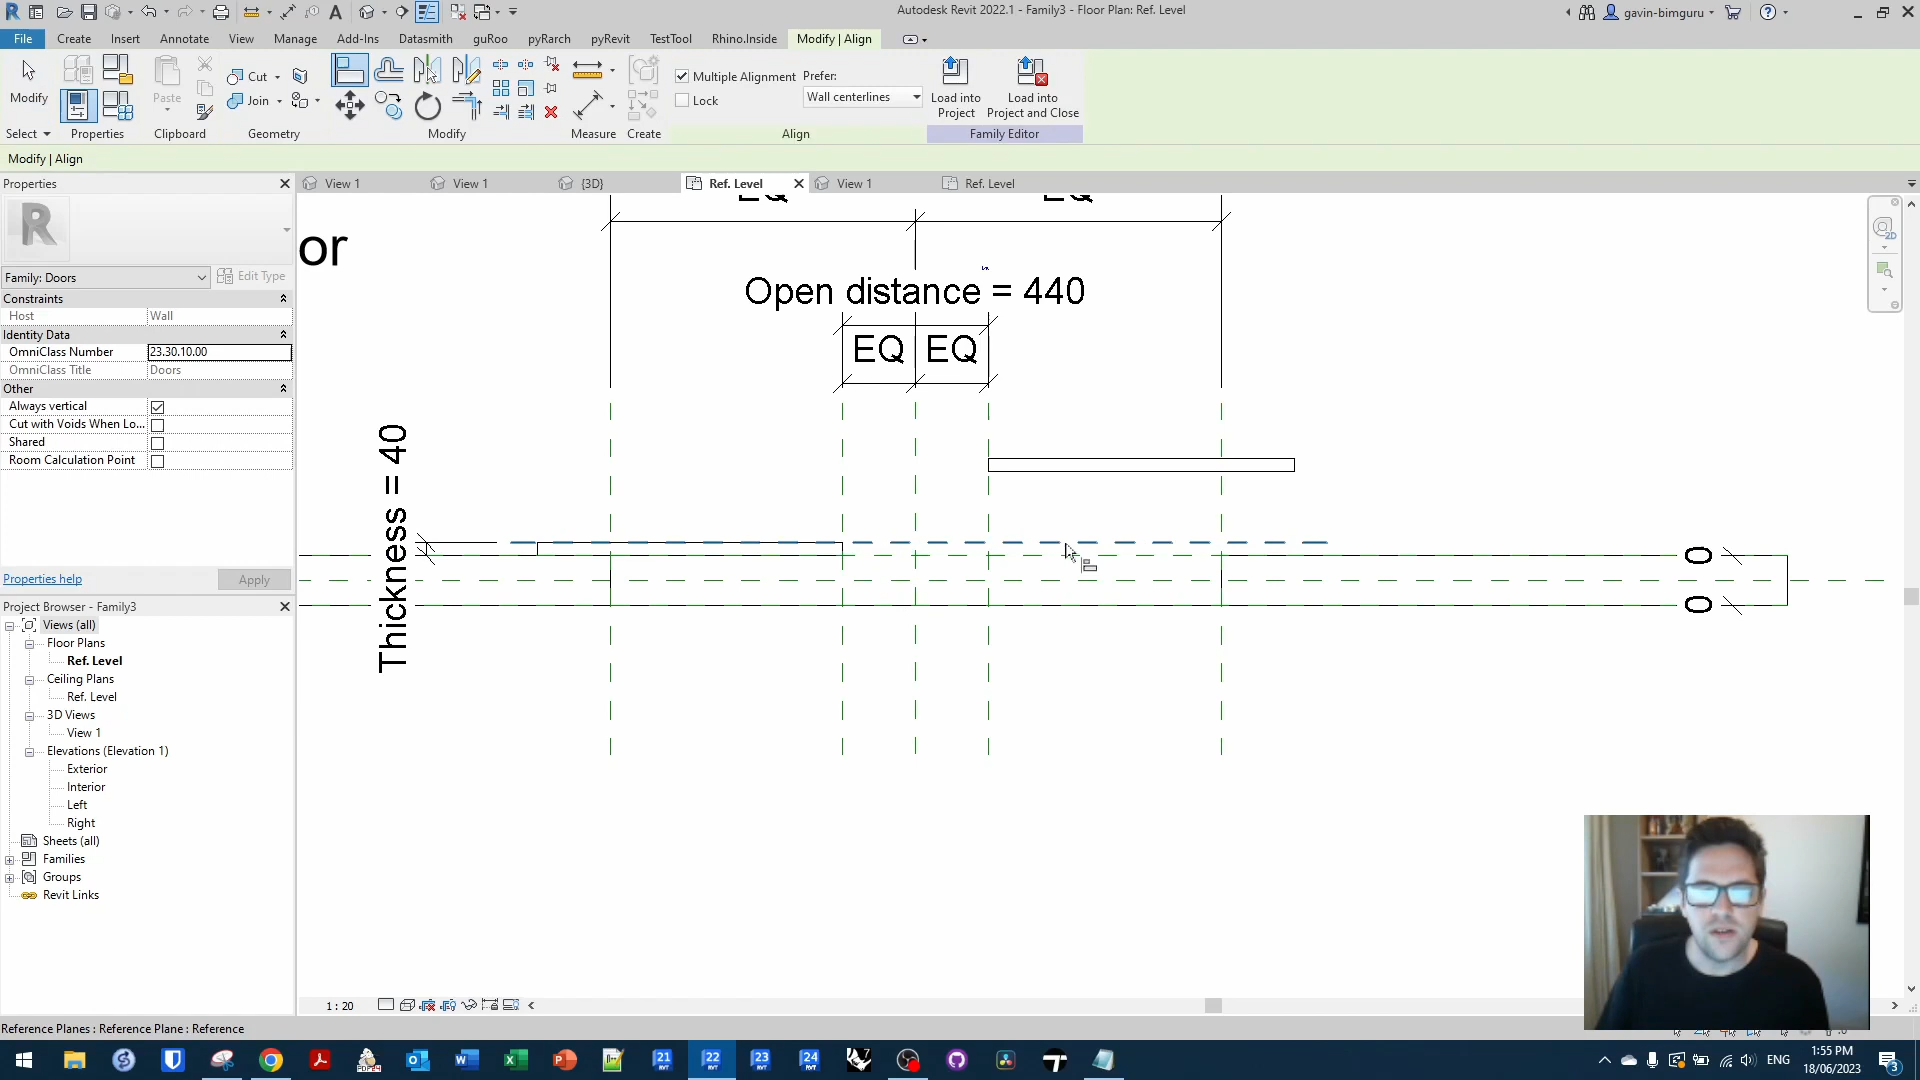 Autodesk Revit 2022.1 - Family3 - Floor Plan: Ref. Level
gavin-bimguru
File Create Insert Annotate View Manage Add-Ins Datasmith guRoo pyRarch pyRevit TestTool Rhino.Inside Modify | Align
Cut
Join
Modify
Paste
Multiple Alignment
Lock
Prefer:
Wall centerlines
Load into
Project
Load into
Project and Close
Select Properties Clipboard Geometry Modify Measure Create Align Family Editor
Modify | Align
Properties
View 1
View 1
{3D}
Ref. Level
View 1
Ref. Level
Family: Doors
Edit Type
Constraints
Host Wall
Identity Data
OmniClass Number 23.30.10.00
OmniClass Title Doors
Other
Always vertical
Cut with Voids When Lo...
Shared
Room Calculation Point
Properties help
Apply
Project Browser - Family3
Views (all)
Floor Plans
Ref. Level
Ceiling Plans
Ref. Level
3D Views
View 1
Elevations (Elevation 1)
Exterior
Interior
Left
Right
Sheets (all)
Families
Groups
Revit Links
or
EQ EQ
Open distance = 440
EQ EQ
Thickness = 40
0
0
1 : 20
Reference Planes : Reference Plane : Reference
:0
21
22
23
24
ENG
1:55 PM
18/06/2023
3